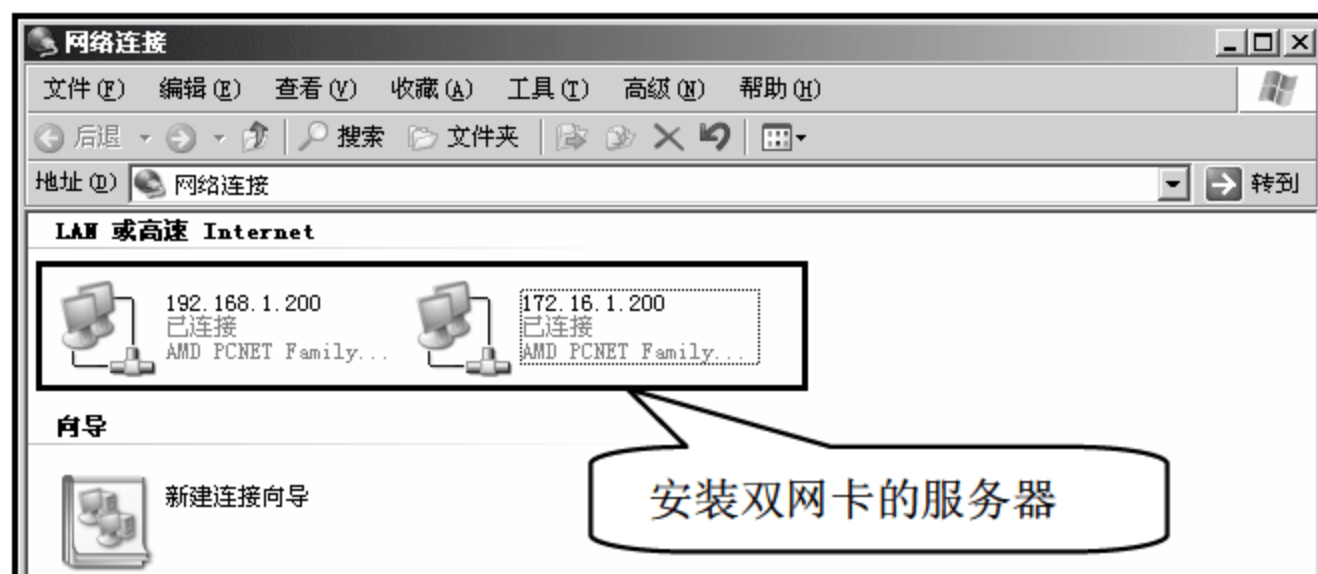 网络连接
文件(F) 编辑(E) 查看(V) 收藏(A) 工具(T) 高级(N) 帮助(H)
后退 搜索 文件夹
地址(D) 网络连接 转到
LAN 或高速 Internet
192.168.1.200 172.16.1.200
已连接 已连接
AMD PCNET Family... AMD PCNET Family...
向导
新建连接向导
安装双网卡的服务器